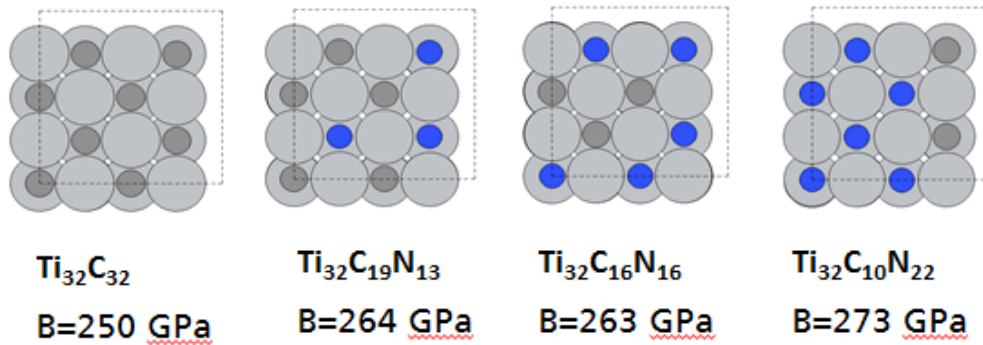 Ti₃₂C₃₂
B=250 GPa
Ti₃₂C₁₉N₁₃
B=264 GPa
Ti₃₂C₁₆N₁₆
B=263 GPa
Ti₃₂C₁₀N₂₂
B=273 GPa